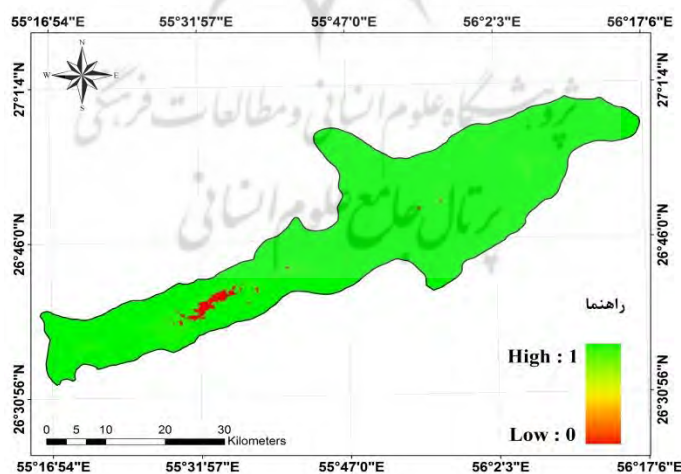 55°16'54"E 55°31'57"E 55°47'0"E 56°2'3"E 56°17'6"E
N
W E
S
27°1'4"N 27°1'4"N
پژوهشگاه علوم انسانی و مطالعات فرهنگی
پرتال جامع علوم انسانی
26°46'0"N 26°46'0"N
راهنما
High : 1
26°30'56"N 26°30'56"N
Low : 0
0 5 10 20 30
Kilometers
55°16'54"E 55°31'57"E 55°47'0"E 56°2'3"E 56°17'6"E